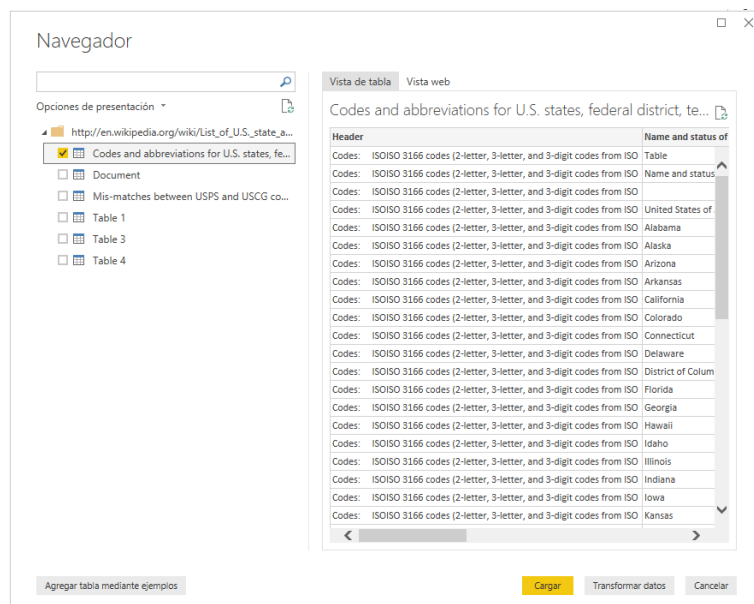 Navegador
Opciones de presentación
http://en.wikipedia.org/wiki/List_of_U.S._state_a...
Codes and abbreviations for U.S. states, fe...
Document
Mis-matches between USPS and USCG co...
Table 1
Table 3
Table 4
Vista de tabla Vista web
Codes and abbreviations for U.S. states, federal district, te...
Header Name and status of
Codes: ISOISO 3166 codes (2-letter, 3-letter, and 3-digit codes from ISO Table
Codes: ISOISO 3166 codes (2-letter, 3-letter, and 3-digit codes from ISO Name and status
Codes: ISOISO 3166 codes (2-letter, 3-letter, and 3-digit codes from ISO
Codes: ISOISO 3166 codes (2-letter, 3-letter, and 3-digit codes from ISO United States of
Codes: ISOISO 3166 codes (2-letter, 3-letter, and 3-digit codes from ISO Alabama
Codes: ISOISO 3166 codes (2-letter, 3-letter, and 3-digit codes from ISO Alaska
Codes: ISOISO 3166 codes (2-letter, 3-letter, and 3-digit codes from ISO Arizona
Codes: ISOISO 3166 codes (2-letter, 3-letter, and 3-digit codes from ISO Arkansas
Codes: ISOISO 3166 codes (2-letter, 3-letter, and 3-digit codes from ISO California
Codes: ISOISO 3166 codes (2-letter, 3-letter, and 3-digit codes from ISO Colorado
Codes: ISOISO 3166 codes (2-letter, 3-letter, and 3-digit codes from ISO Connecticut
Codes: ISOISO 3166 codes (2-letter, 3-letter, and 3-digit codes from ISO Delaware
Codes: ISOISO 3166 codes (2-letter, 3-letter, and 3-digit codes from ISO District of Colum
Codes: ISOISO 3166 codes (2-letter, 3-letter, and 3-digit codes from ISO Florida
Codes: ISOISO 3166 codes (2-letter, 3-letter, and 3-digit codes from ISO Georgia
Codes: ISOISO 3166 codes (2-letter, 3-letter, and 3-digit codes from ISO Hawaii
Codes: ISOISO 3166 codes (2-letter, 3-letter, and 3-digit codes from ISO Idaho
Codes: ISOISO 3166 codes (2-letter, 3-letter, and 3-digit codes from ISO Illinois
Codes: ISOISO 3166 codes (2-letter, 3-letter, and 3-digit codes from ISO Indiana
Codes: ISOISO 3166 codes (2-letter, 3-letter, and 3-digit codes from ISO Iowa
Codes: ISOISO 3166 codes (2-letter, 3-letter, and 3-digit codes from ISO Kansas
Agregar tabla mediante ejemplos Cargar Transformar datos Cancelar